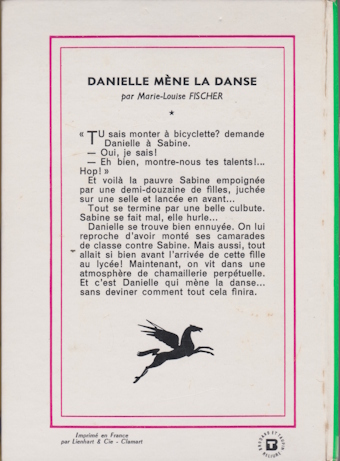 DANIELLE MÈNE LA DANSE
par Marie-Louise FISCHER
« TU sais monter à bicyclette? demande
Danielle à Sabine.
— Oui, je sais!
— Eh bien, montre-nous tes talents!...
Hop! »
Et voilà la pauvre Sabine empoignée
par une demi-douzaine de filles, juchée
sur une selle et lancée en avant...
Tout se termine par une belle culbute.
Sabine se fait mal, elle hurle...
Danielle se trouve bien ennuyée. On lui
reproche d'avoir monté ses camarades
de classe contre Sabine. Mais aussi, tout
allait si bien avant l'arrivée de cette fille
au lycée! Maintenant, on vit dans une
atmosphère de chamaillerie perpétuelle.
Et c'est Danielle qui mène la danse...
sans deviner comment tout cela finira.
Imprimé en France
par Lienhart & Cie - Clamart
BRODARD ET TAUPIN
RELIURE